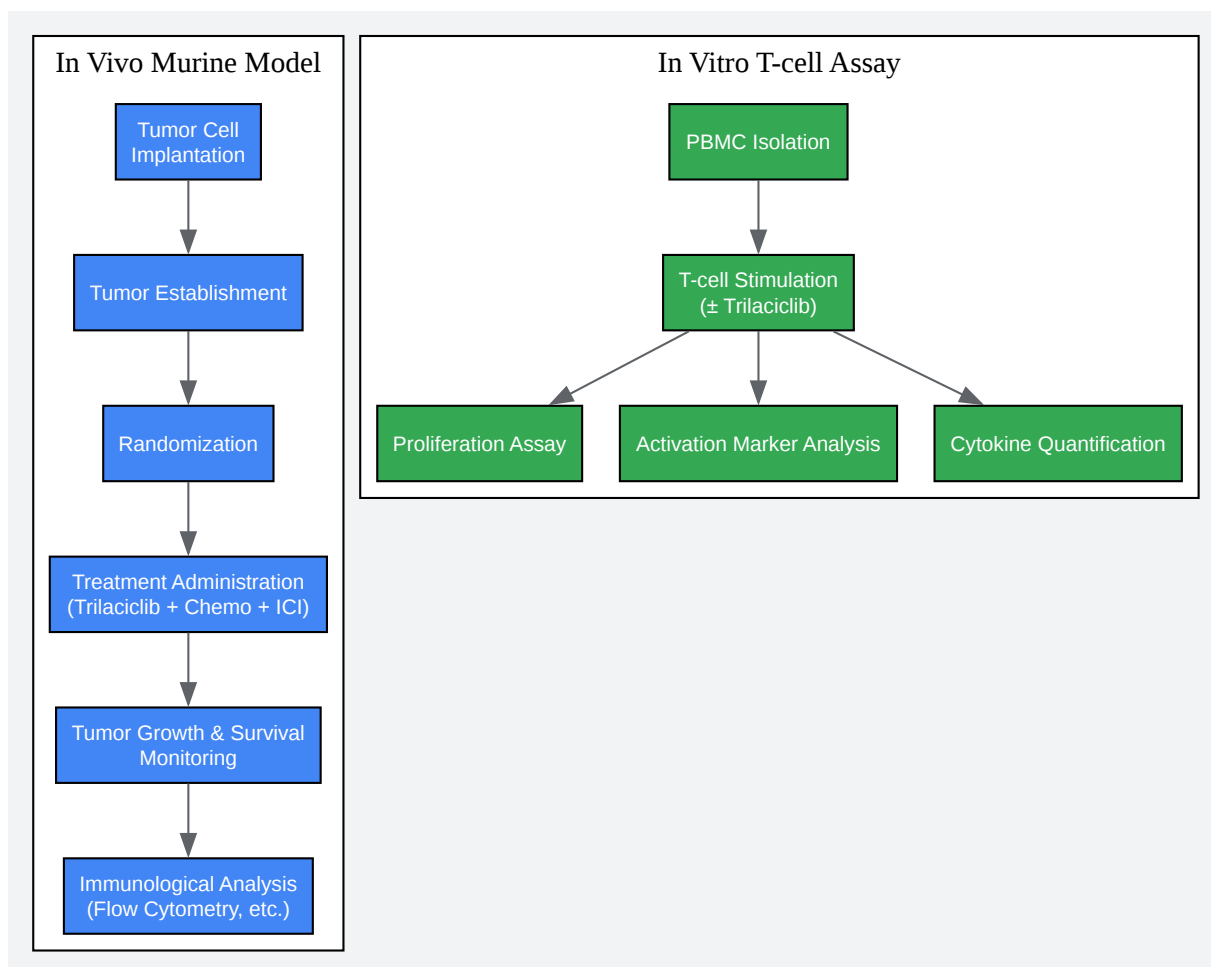 In Vivo Murine Model
Tumor Cell
Implantation
Tumor Establishment
Randomization
Treatment Administration
(Trilaciclib + Chemo + ICI)
Tumor Growth & Survival
Monitoring
Immunological Analysis
(Flow Cytometry, etc.)
In Vitro T-cell Assay
PBMC Isolation
T-cell Stimulation
(± Trilaciclib)
Proliferation Assay
Activation Marker Analysis
Cytokine Quantification